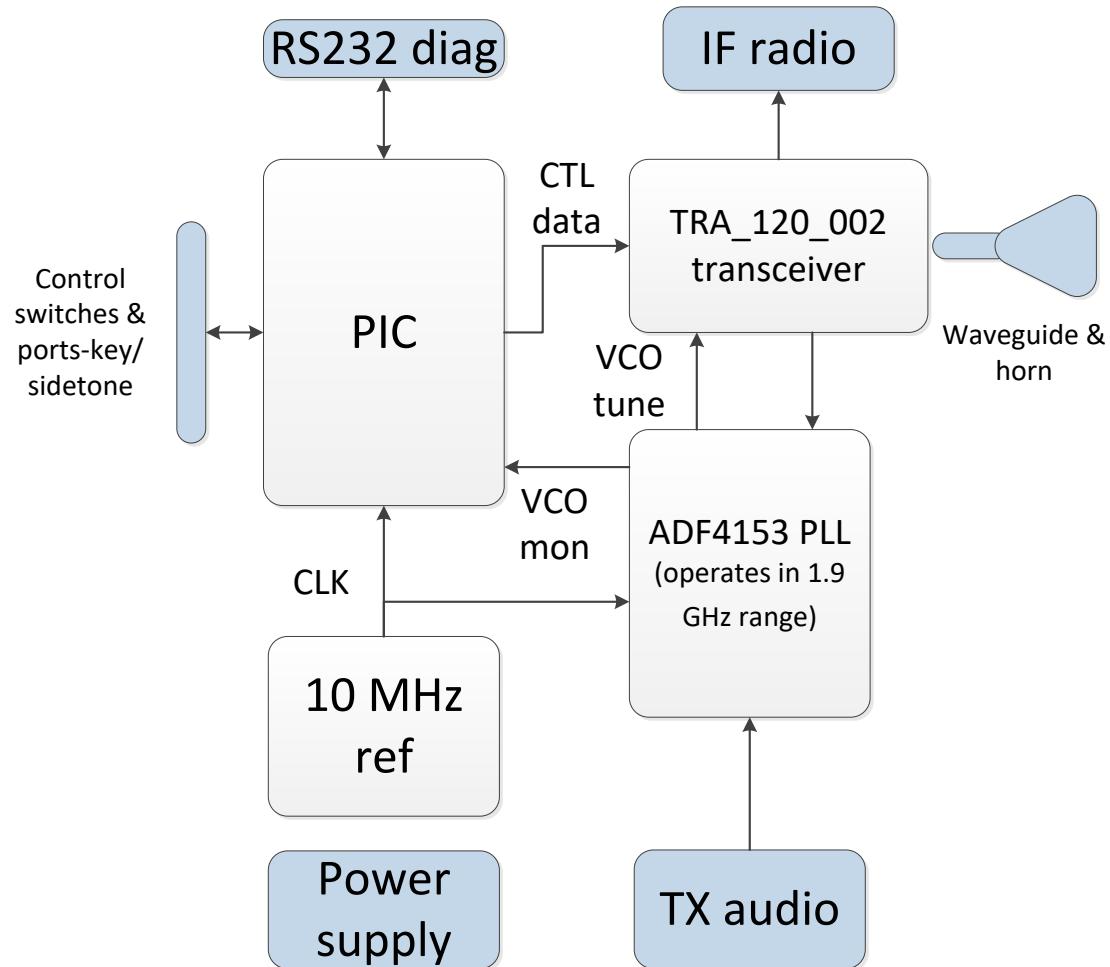 RS232 diag
IF radio
CTL
data
TRA_120_002
transceiver
Control
switches &
ports-key/
sidetone
PIC
Waveguide &
horn
VCO
tune
VCO
mon
ADF4153 PLL
(operates in 1.9
GHz range)
CLK
10 MHz
ref
Power
supply
TX audio